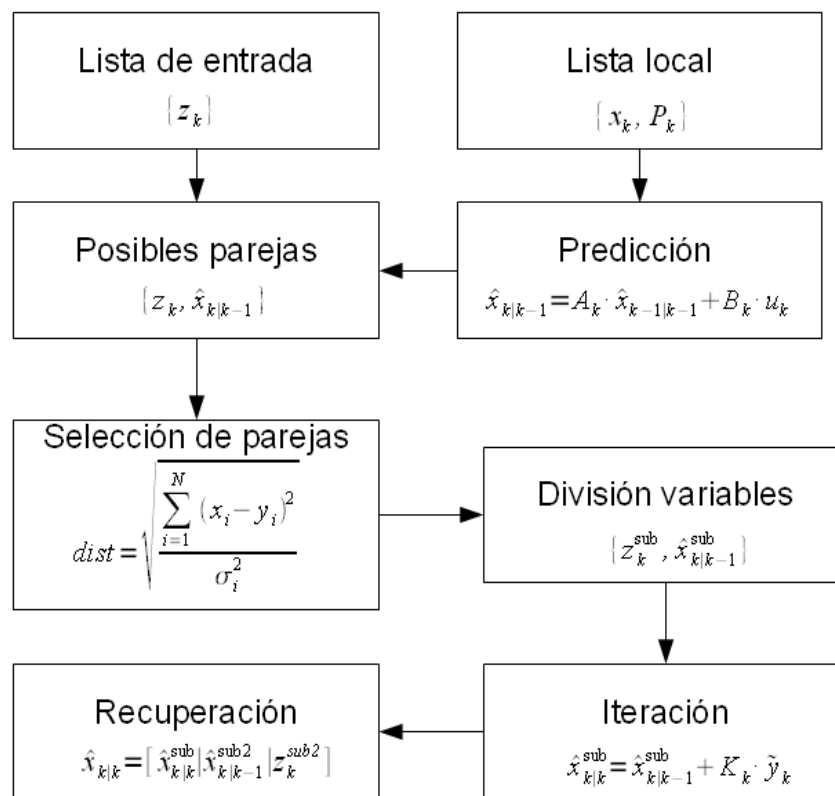 Lista de entrada
{z_k}
Lista local
{x_k, P_k}
Posibles parejas
{z_k, x̂_{k|k−1}}
Predicción
x̂_{k|k−1}=A_k· x̂_{k−1|k−1}+B_k·u_k
Selección de parejas
dist=√(∑_{i=1}^{N} (x_i−y_i)^2 / σ_i^2)
División variables
{z_k^{sub}, x̂_{k|k−1}^{sub}}
Recuperación
x̂_{k|k}=[x̂_{k|k}^{sub}|x̂_{k|k−1}^{sub2}|z_k^{sub2}]
Iteración
x̂_{k|k}^{sub}=x̂_{k|k−1}^{sub}+K_k·ỹ_k